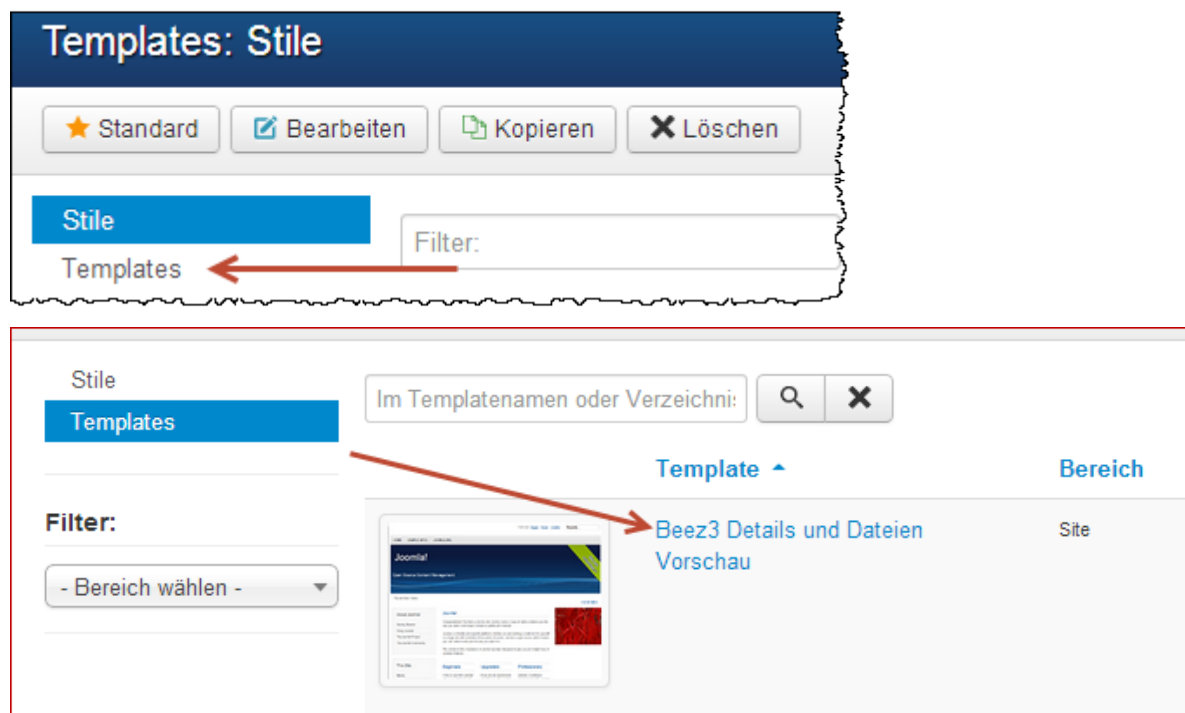 Templates: Stile
Standard
Bearbeiten
Kopieren
Löschen
Stile
Filter:
Templates
Stile
Im Templatenamen oder Verzeichni
Templates
Template
Bereich
Filter:
Beez3 Details und Dateien
Site
Vorschau
- Bereich wählen -
Joomla!